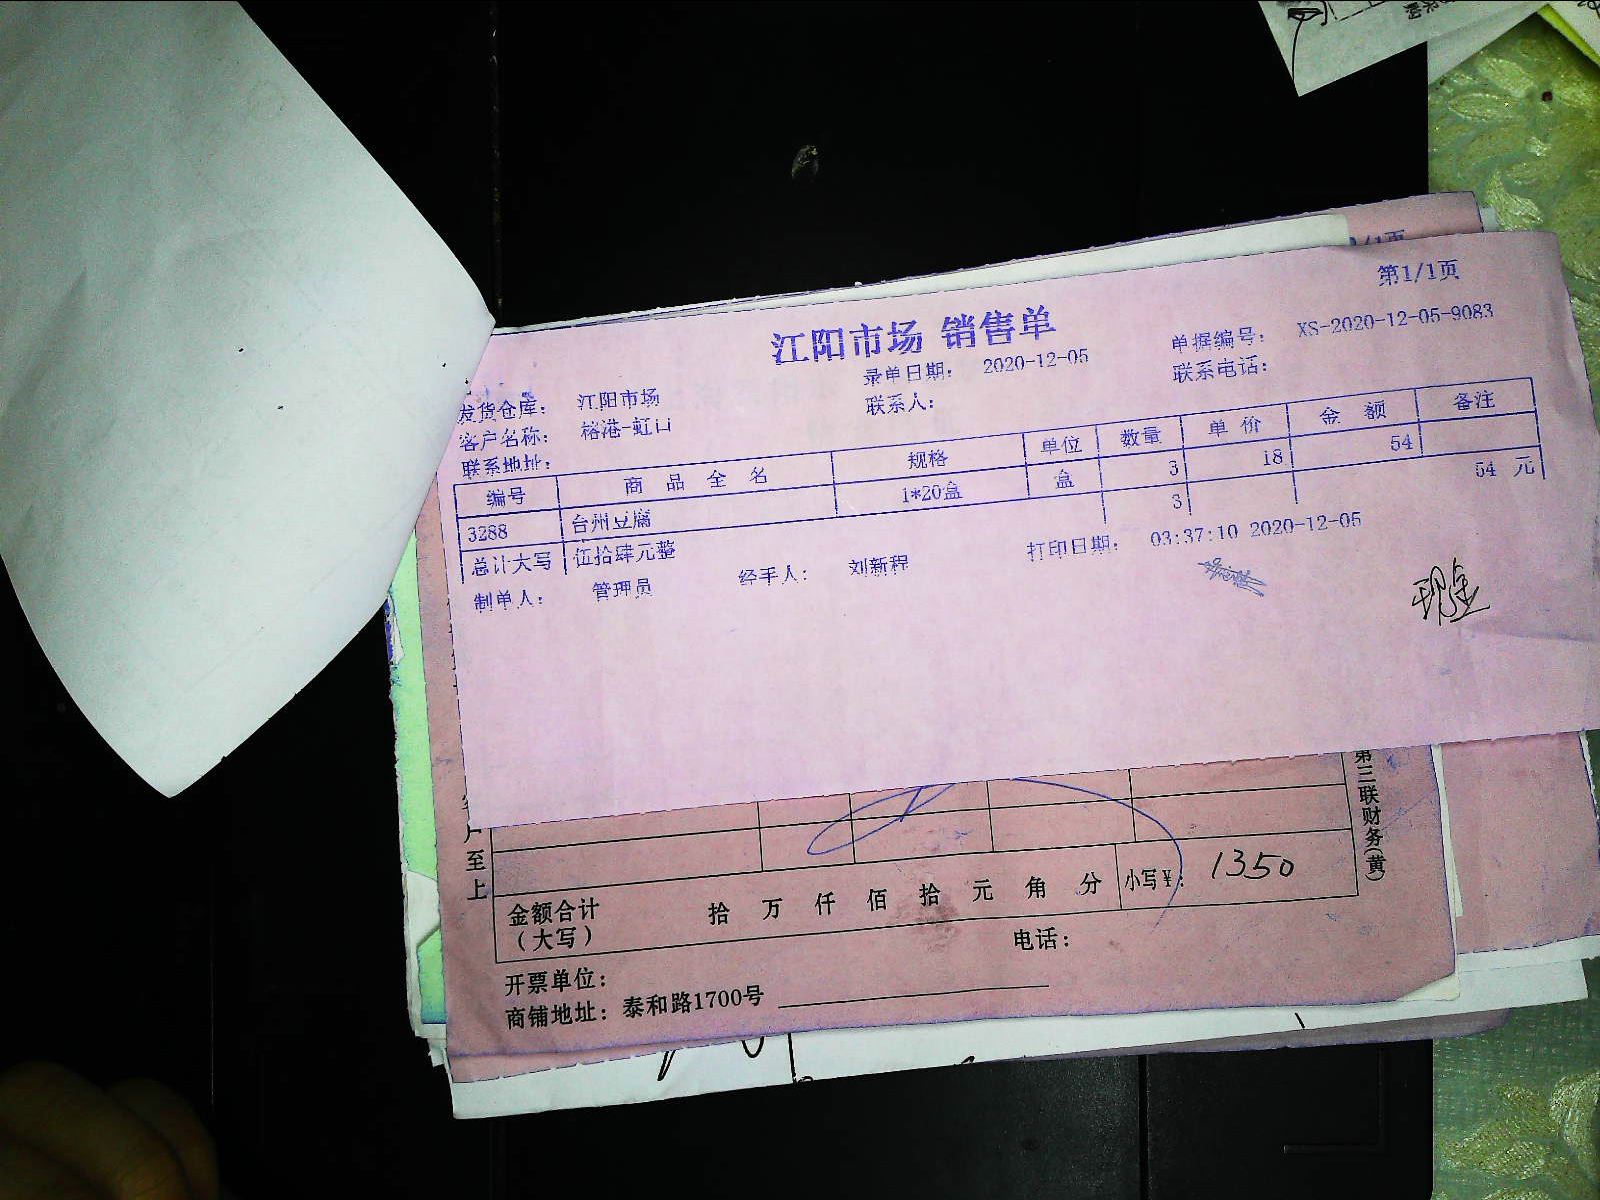 第1/1页
江阳市场 销售单
录单日期: 2020-12-05
单据编号: XS-2020-12-05-9083
发货仓库: 江阳市场
联系人:
联系电话:
客户名称: 榕港-虹口
联系地址:
编号 商品全名 规格 单位 数量 单价 金额 备注
3288 台州豆腐 1*20盒 盒 3 18 54
总计大写 伍拾肆元整 3 54 元
制单人: 管理员 经手人: 刘新程 打印日期: 03:37:10 2020-12-05
现金
第三联财务(黄)
户至上
金额合计 拾 万 仟 佰 拾 元 角 分 小写¥: 1350
(大写)
电话:
开票单位:
商铺地址: 泰和路1700号